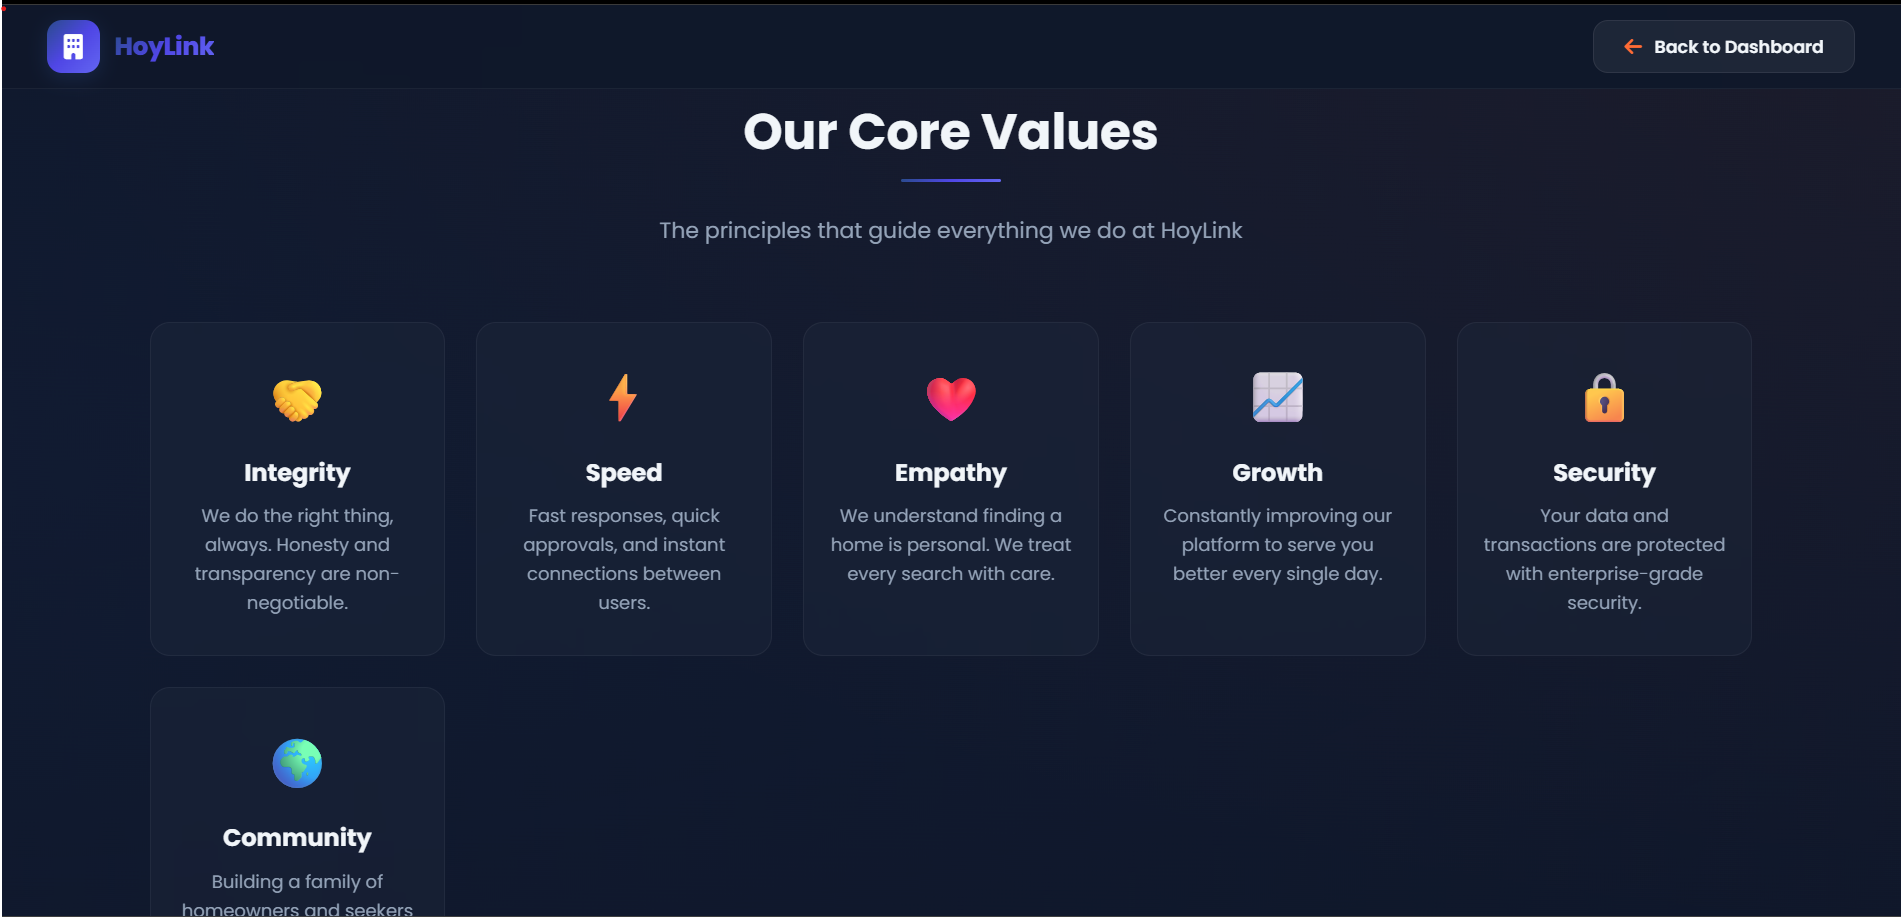 HoyLink
Back to Dashboard
Our Core Values
The principles that guide everything we do at HoyLink
Integrity
We do the right thing,
always. Honesty and
transparency are non-
negotiable.
Speed
Fast responses, quick
approvals, and instant
connections between
users.
Empathy
We understand finding a
home is personal. We treat
every search with care.
Growth
Constantly improving our
platform to serve you
better every single day.
Security
Your data and
transactions are protected
with enterprise-grade
security.
Community
Building a family of
homeowners and seekers